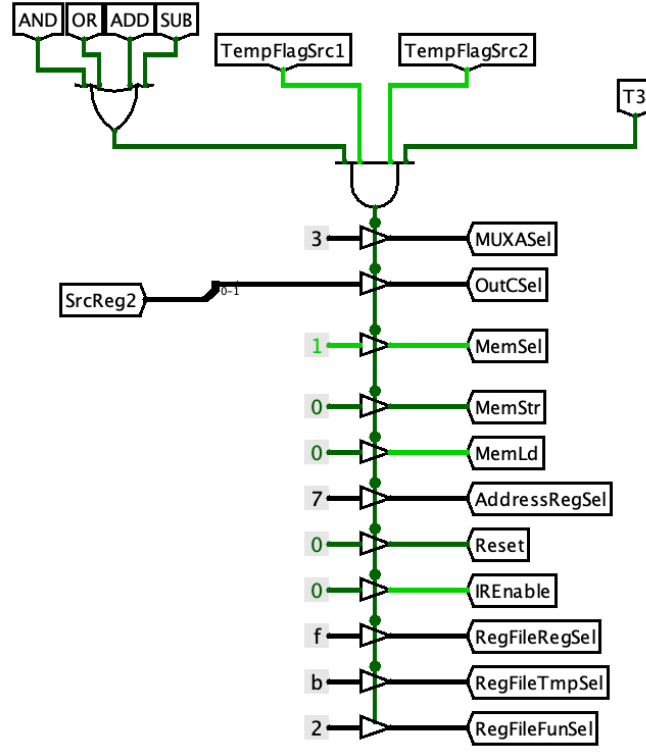 AND OR ADD SUB
TempFlagSrc1 TempFlagSrc2
T3
3 MUXASel
SrcReg2 0-1 OutCSel
1 MemSel
0 MemStr
0 MemLd
7 AddressRegSel
0 Reset
0 IREnable
f RegFileRegSel
b RegFileTmpSel
2 RegFileFunSel